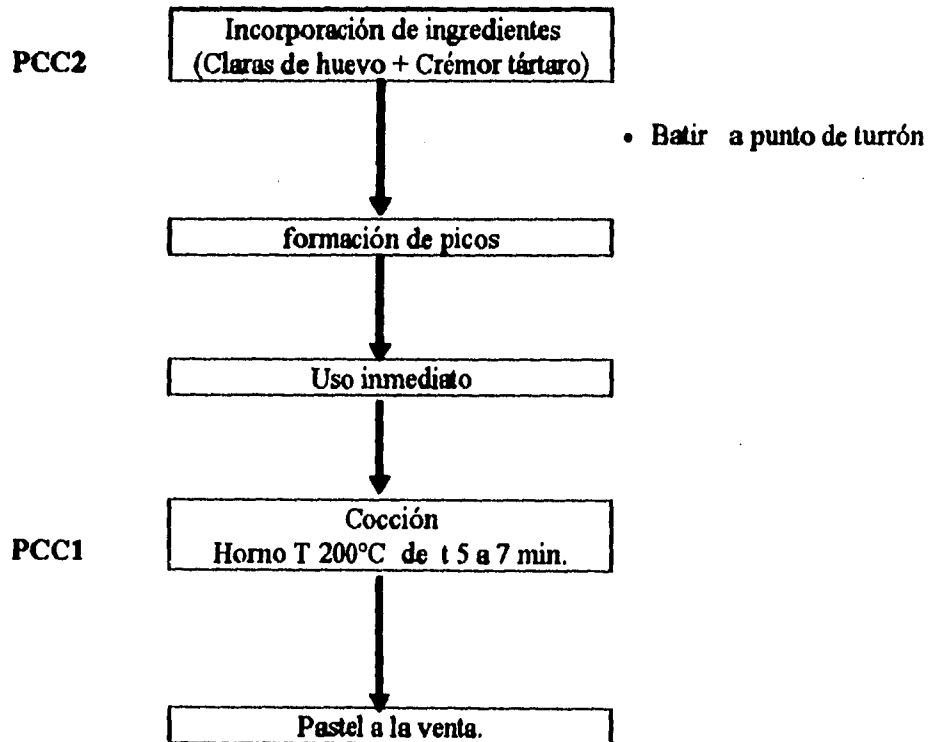 Incorporación de ingredientes
PCC2
(Claras de huevo + Crémor tártaro)
• Batir a punto de turrón
formación de picos
Uso inmediato
Cocción
PCC1
Horno T 200°C de t 5 a 7 min.
Pastel a la venta.